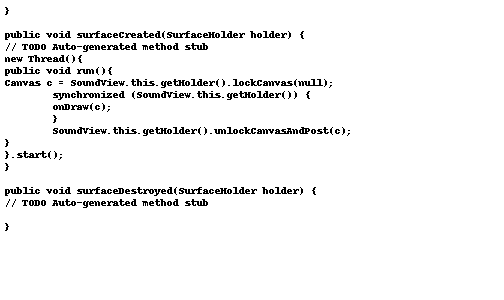 }
public void surfaceCreated(SurfaceHolder holder) {
// TODO Auto-generated method stub
new Thread(){
public void run(){
Canvas c = SoundView.this.getHolder().lockCanvas(null);
synchronized (SoundView.this.getHolder()) {
onDraw(c);
}
SoundView.this.getHolder().unlockCanvasAndPost(c);
}
}.start();
}
public void surfaceDestroyed(SurfaceHolder holder) {
// TODO Auto-generated method stub
}